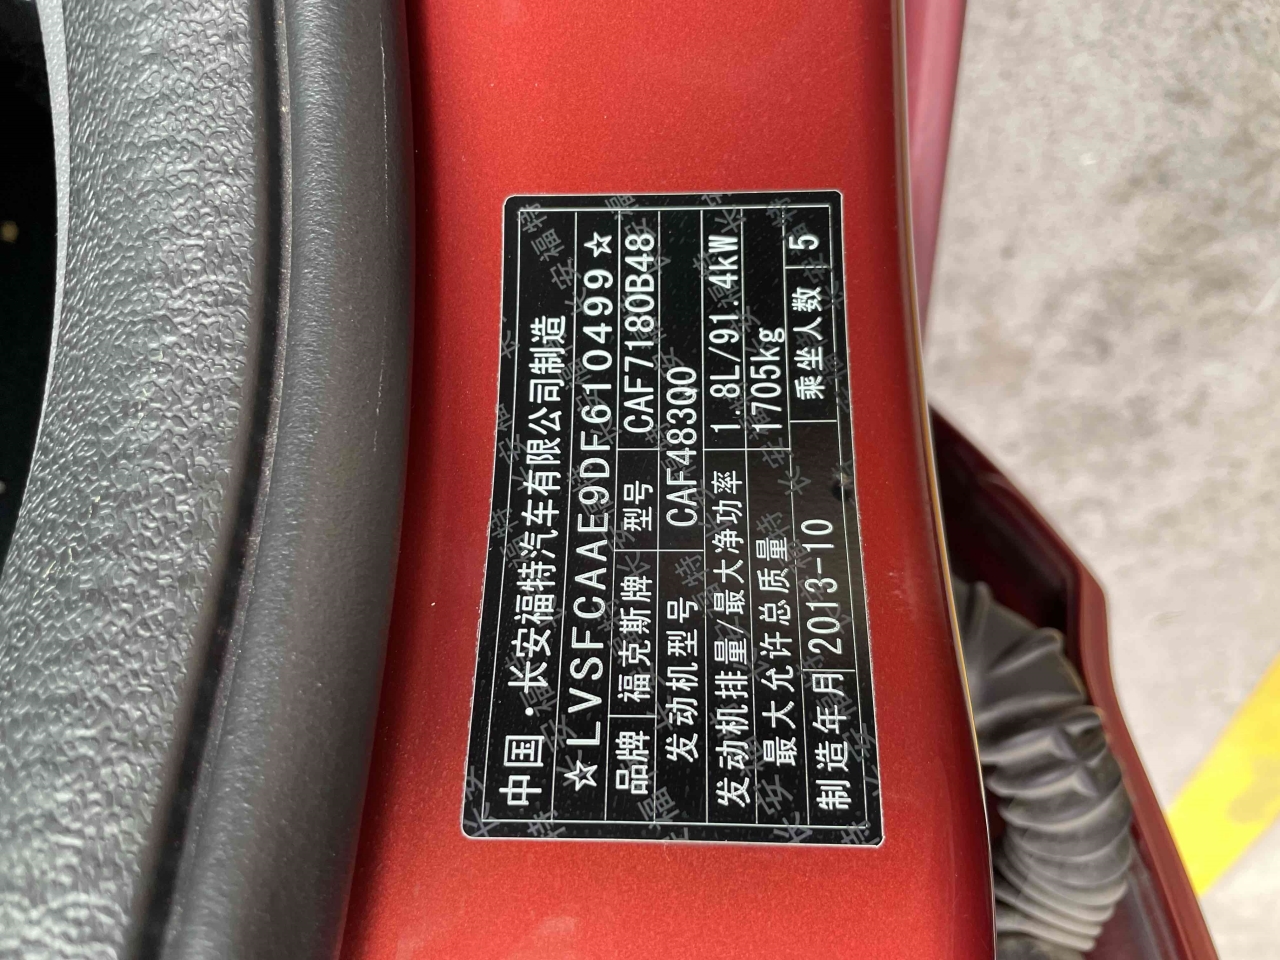 中国·长安福特汽车有限公司制造
☆LVSFCAAE9DF610499☆
品牌 福克斯牌 型号 CAF7180B48
发动机型号 CAF483Q0
发动机排量/最大净功率 1.8L/91.4kW
最大允许总质量 1705kg
制造年月 2013-10 乘坐人数 5